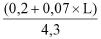 (0,2 + 0,07 × L)
4,3